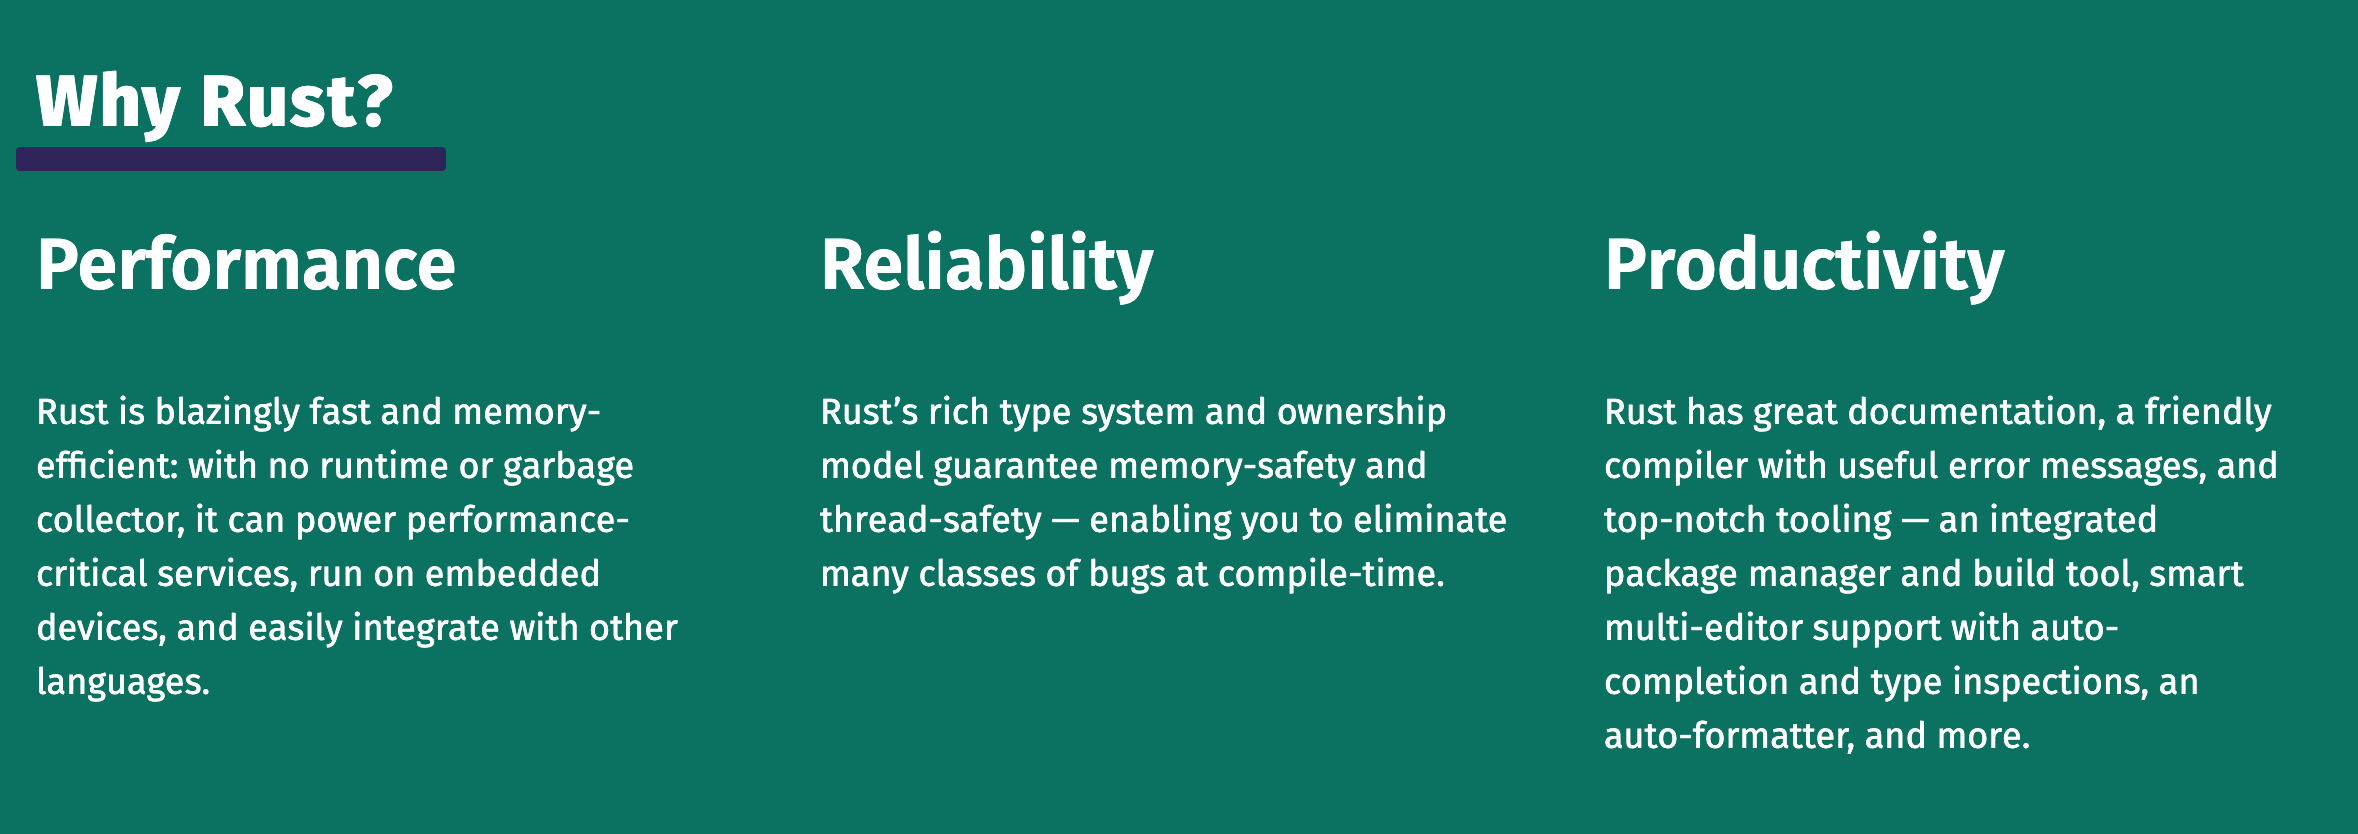 Why Rust?
Performance
Rust is blazingly fast and memory-
efficient: with no runtime or garbage
collector, it can power performance-
critical services, run on embedded
devices, and easily integrate with other
languages.
Reliability
Rust’s rich type system and ownership
model guarantee memory-safety and
thread-safety — enabling you to eliminate
many classes of bugs at compile-time.
Productivity
Rust has great documentation, a friendly
compiler with useful error messages, and
top-notch tooling — an integrated
package manager and build tool, smart
multi-editor support with auto-
completion and type inspections, an
auto-formatter, and more.